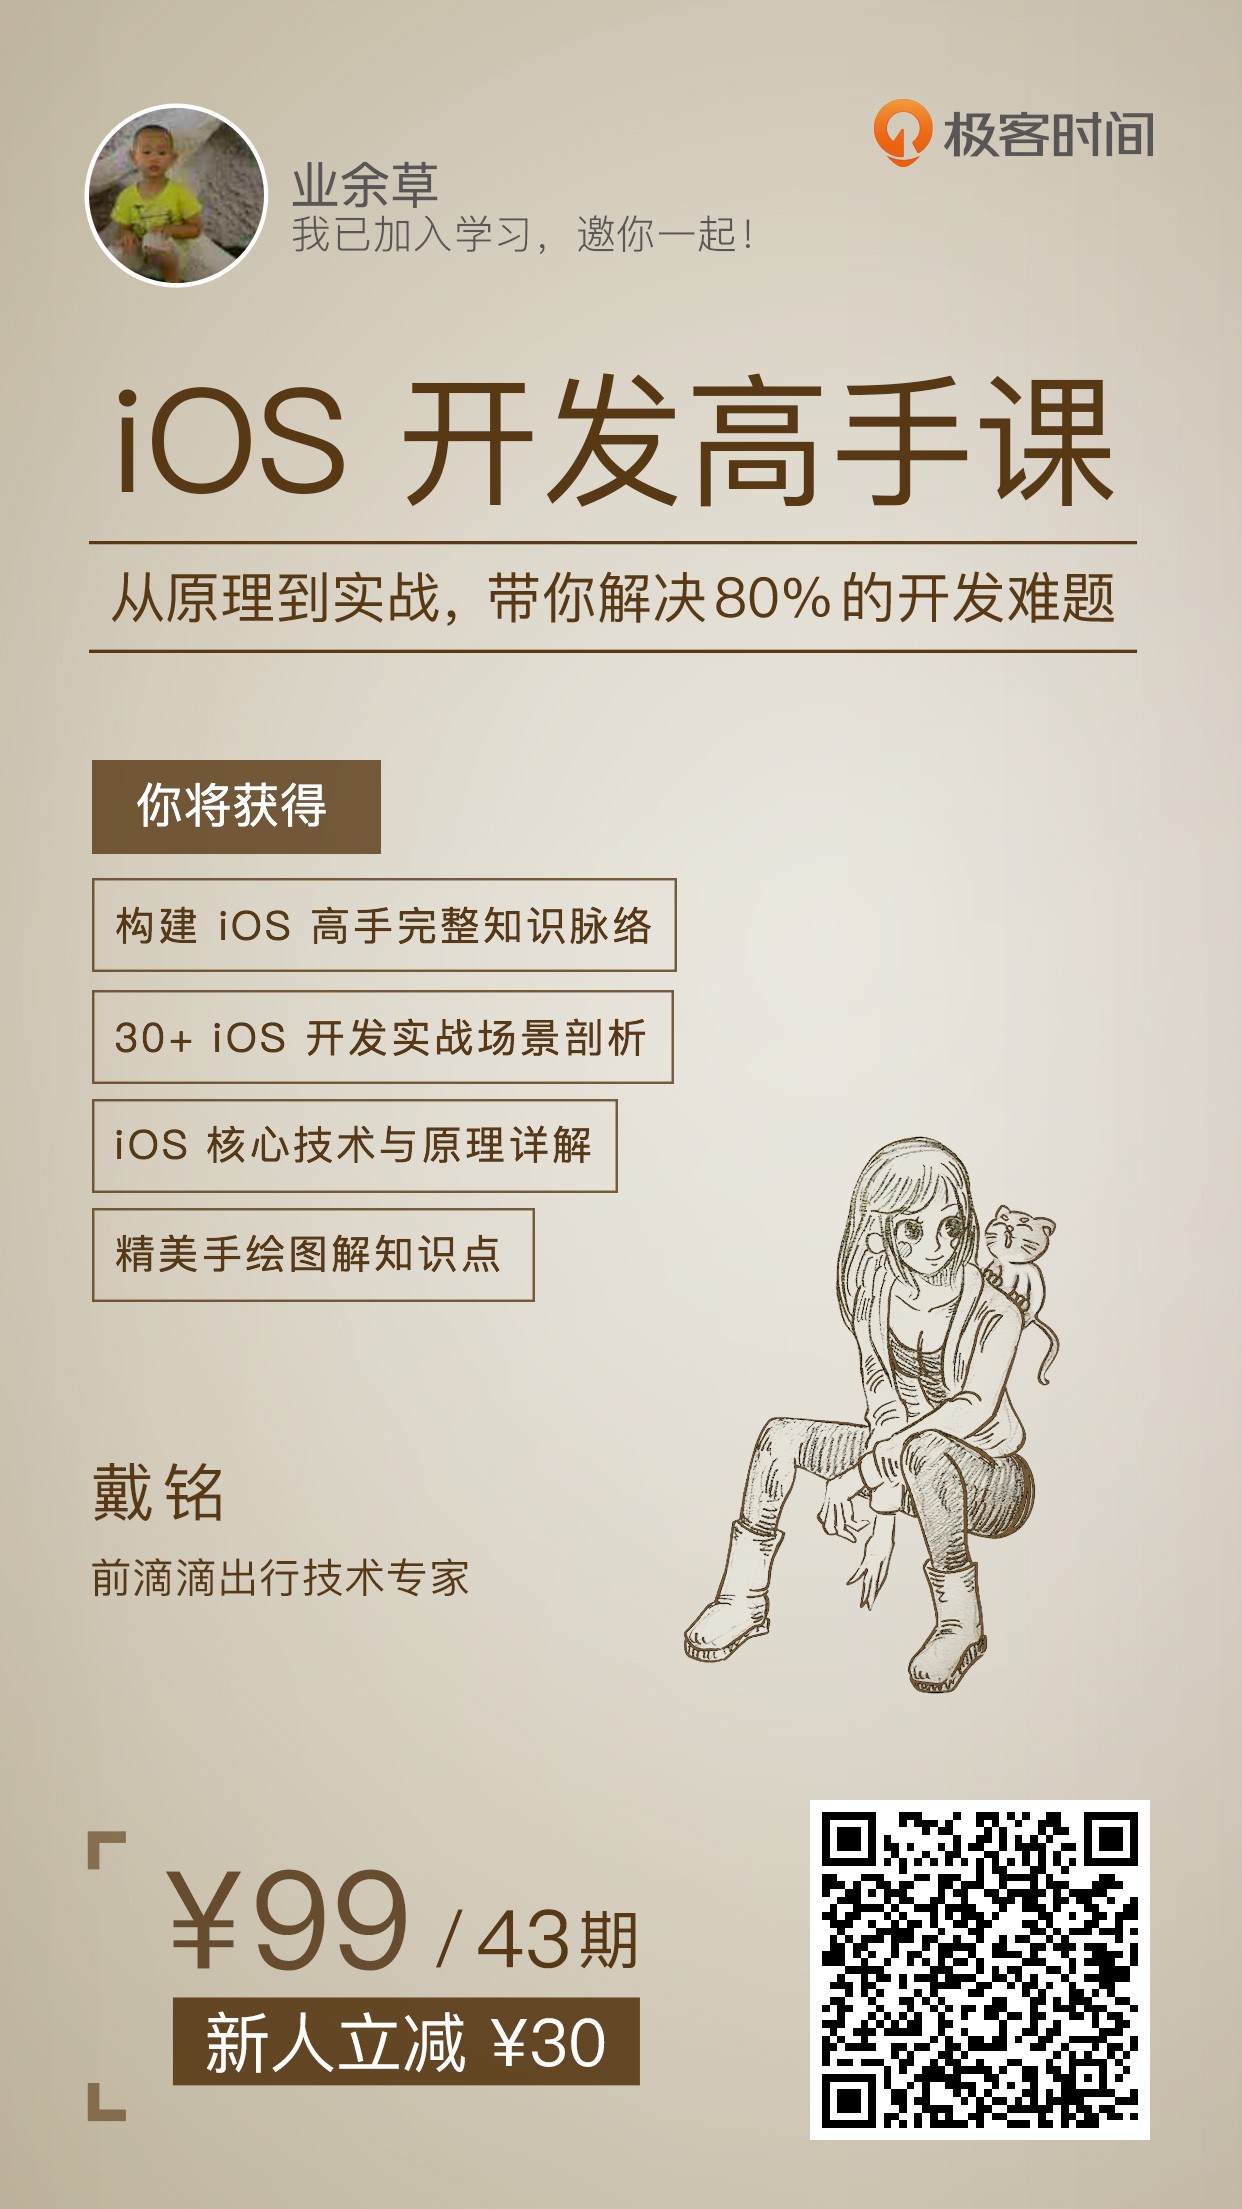 极客时间
业余草
我已加入学习，邀你一起！
iOS 开发高手课
从原理到实战，带你解决80%的开发难题
你将获得
构建 iOS 高手完整知识脉络
30+ iOS 开发实战场景剖析
iOS 核心技术与原理详解
精美手绘图解知识点
戴铭
前滴滴出行技术专家
¥99 / 43期
新人立减 ¥30